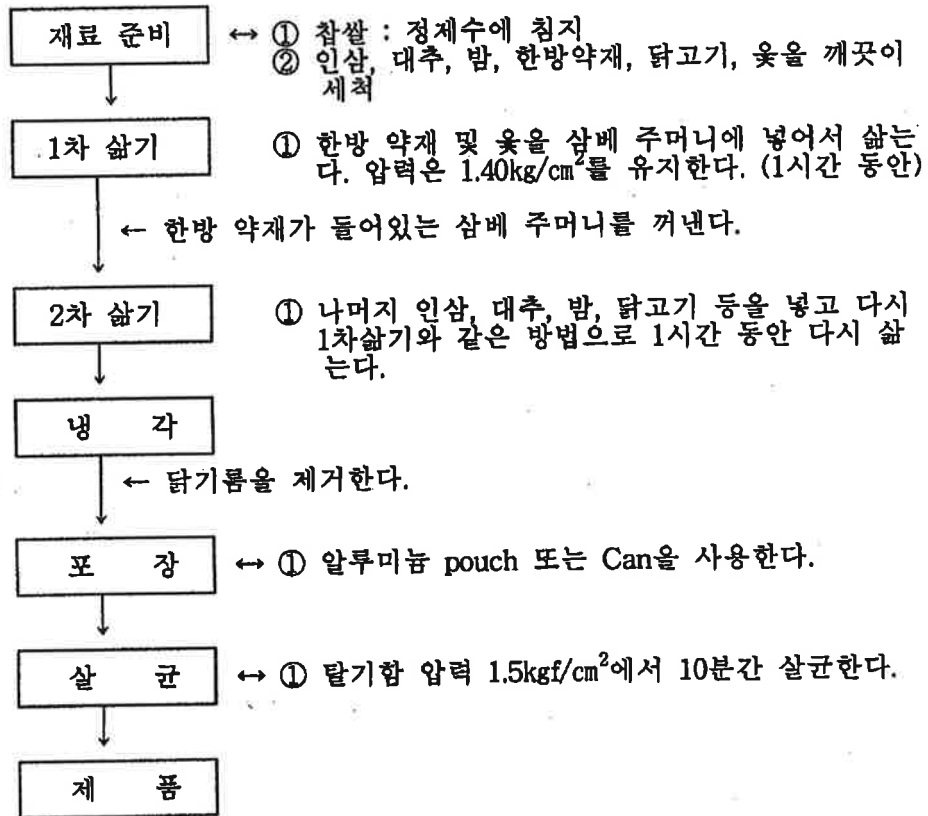 재료 준비 ↔ ① 찹쌀 : 정제수에 침지
② 인삼, 대추, 밤, 한방약재, 닭고기, 옻을 깨끗이
세척
1차 삶기 ① 한방 약재 및 옻을 삼베 주머니에 넣어서 삶는
다. 압력은 1.40kg/cm²를 유지한다. (1시간 동안)
← 한방 약재가 들어있는 삼베 주머니를 꺼낸다.
2차 삶기 ① 나머지 인삼, 대추, 밤, 닭고기 등을 넣고 다시
1차삶기와 같은 방법으로 1시간 동안 다시 삶
는다.
냉 각
← 닭기름을 제거한다.
포 장 ↔ ① 알루미늄 pouch 또는 Can을 사용한다.
살 균 ↔ ① 탈기함 압력 1.5kgf/cm²에서 10분간 살균한다.
제 품